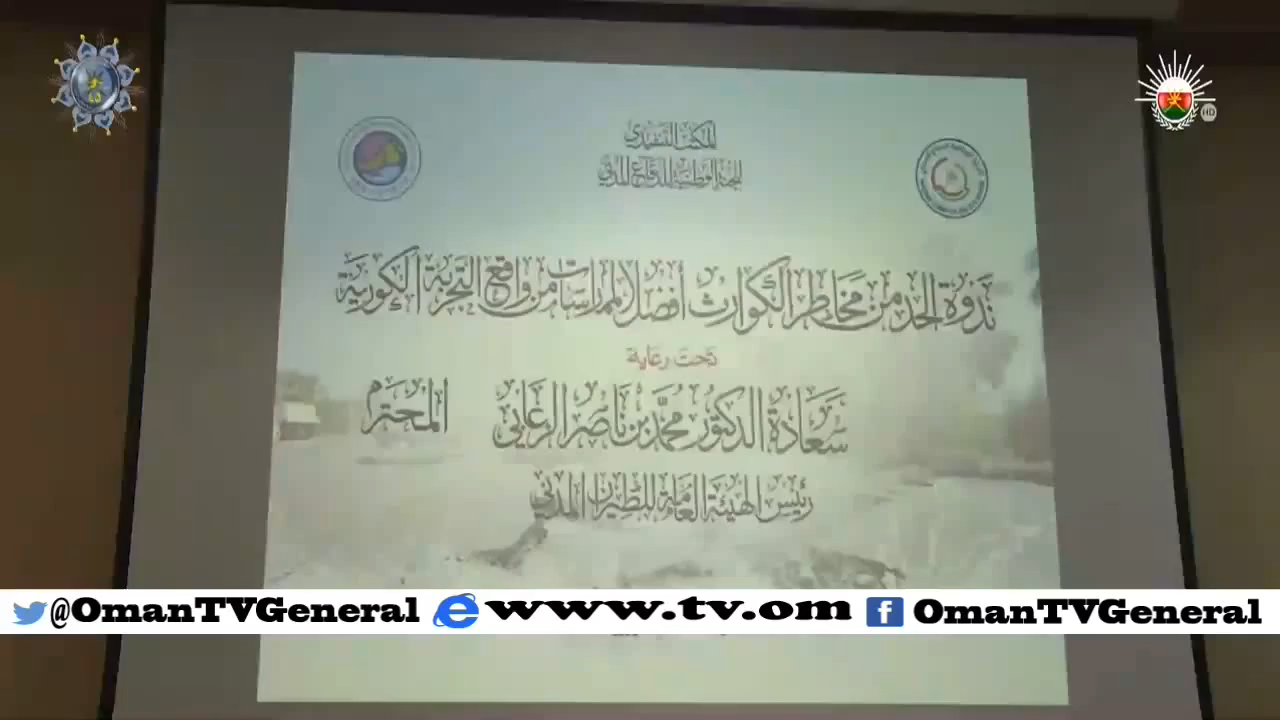 المكتب التنفيذي
للجنة الوطنية للدفاع المدني
ندوة الحد من مخاطر الكوارث أفضل الممارسات من واقع التجربة الكورية
تحت رعاية
سعادة الدكتور محمد بن ناصر الزعابي المحترم
رئيس الهيئة العامة للطيران المدني
@OmanTVGeneral www.tv.om OmanTVGeneral
HD